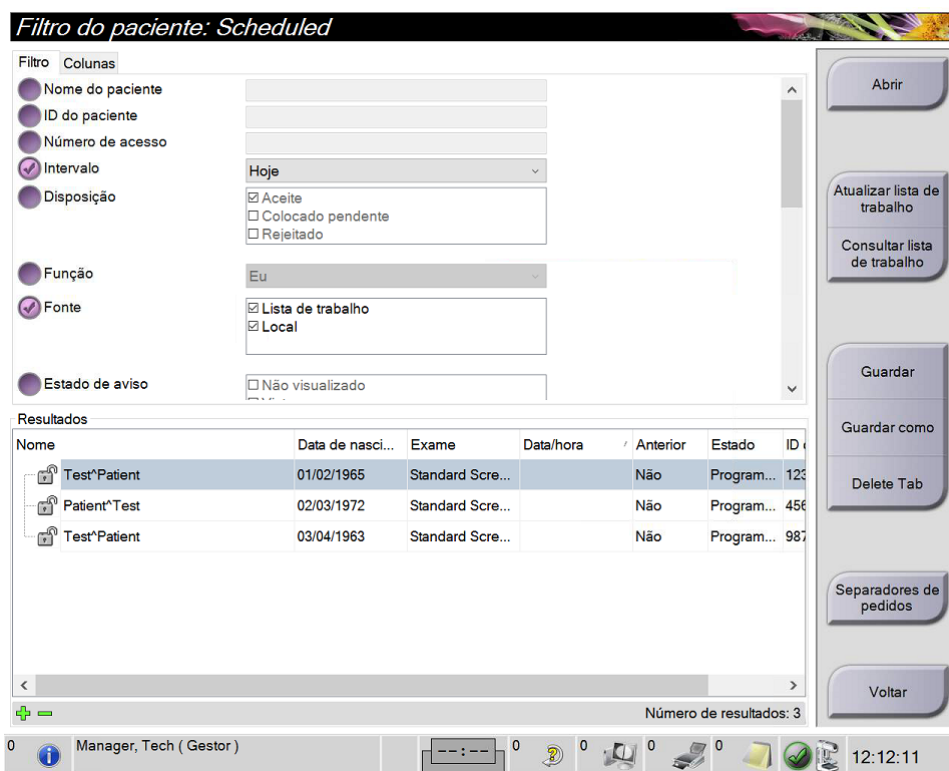 Filtro do paciente: Scheduled
Filtro Colunas
Nome do paciente
ID do paciente
Número de acesso
Intervalo Hoje
Disposição Aceite
Colocado pendente
Rejeitado
Função Eu
Fonte Lista de trabalho
Local
Estado de aviso Não visualizado
Abrir
Atualizar lista de
trabalho
Consultar lista
de trabalho
Guardar
Guardar como
Delete Tab
Separadores de
pedidos
Voltar
Resultados
Nome Data de nasci... Exame Data/hora Anterior Estado ID
Test^Patient 01/02/1965 Standard Scre... Não Program... 123
Patient^Test 02/03/1972 Standard Scre... Não Program... 456
Test^Patient 03/04/1963 Standard Scre... Não Program... 987
Número de resultados: 3
0 Manager, Tech ( Gestor ) --:-- 0 0 0 0 12:12:11